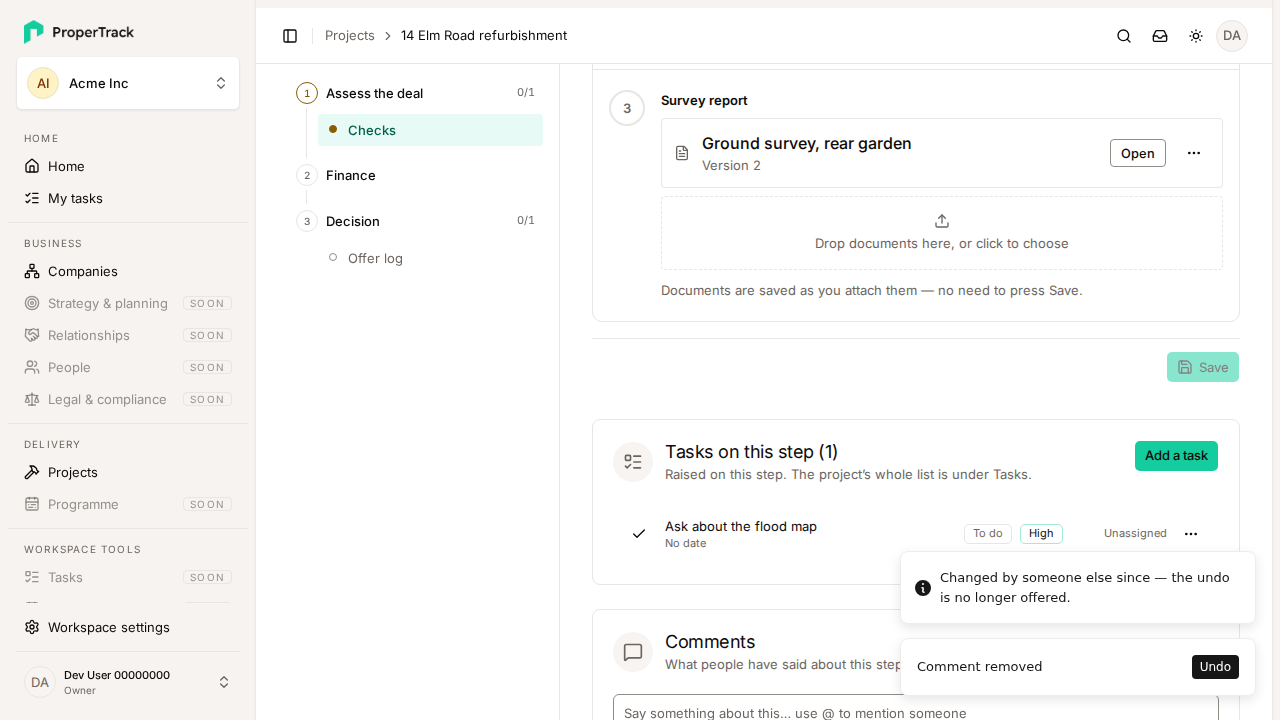 ProperTrack
AI
Acme Inc
HOME
Home
My tasks
BUSINESS
Companies
Strategy & planning SOON
Relationships SOON
People SOON
Legal & compliance SOON
DELIVERY
Projects
Programme SOON
WORKSPACE TOOLS
Tasks SOON
Workspace settings
DA
Dev User 00000000
Owner
Projects
14 Elm Road refurbishment
DA
1 Assess the deal 0/1
Checks
2 Finance
3 Decision 0/1
Offer log
3
Survey report
Ground survey, rear garden
Version 2
Open
Drop documents here, or click to choose
Documents are saved as you attach them — no need to press Save.
Save
Tasks on this step (1)
Raised on this step. The project’s whole list is under Tasks.
Add a task
Ask about the flood map
No date
To do
High
Unassigned
Comments
What people have said about this step
Say something about this… use @ to mention someone
Changed by someone else since — the undo
is no longer offered.
Comment removed
Undo